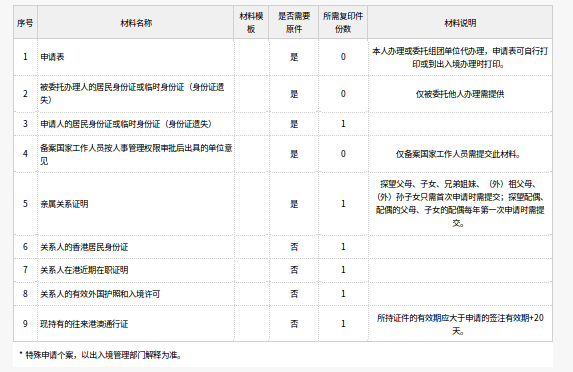 序号 材料名称 材料模板 是否需要原件 所需复印件份数 材料说明
1 申请表 是 0 本人办理或委托组团单位代办理，申请表可自行打印或到出入境办理时打印。
2 被委托办理人的居民身份证或临时身份证（身份证遗失） 是 0 仅被委托他人办理需提供
3 申请人的居民身份证或临时身份证（身份证遗失） 是 1
4 备案国家工作人员按人事管理权限审批后出具的单位意见 是 0 仅备案国家工作人员需提交此材料。
5 亲属关系证明 是 1 探望父母、子女、兄弟姐妹、（外）祖父母、（外）孙子女只需首次申请时需提交；探望配偶、配偶的父母、子女的配偶每年第一次申请时需提交。
6 关系人的香港居民身份证 否 1
7 关系人在港近期在职证明 否 1
8 关系人的有效外国护照和入境许可 否 1
9 现持有的往来港澳通行证 否 1 所持证件的有效期应大于申请的签注有效期+20天。
* 特殊申请个案，以出入境管理部门解释为准。